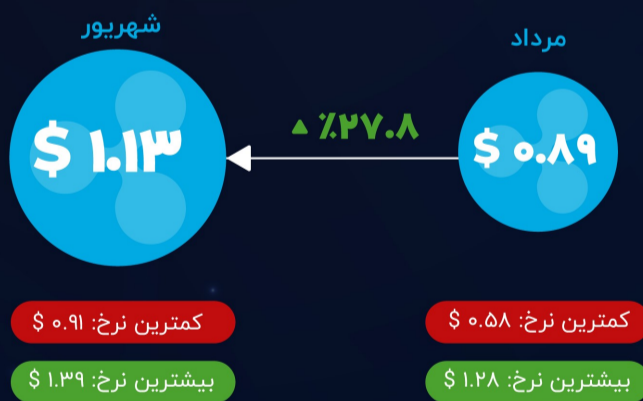 مرداد
شهریور
$ ۰.۸۹
٪۲۷.۸ ▲
$ ۱.۱۳
کمترین نرخ: ۰.۵۸ $
کمترین نرخ: ۰.۹۱ $
بیشترین نرخ: ۱.۲۸ $
بیشترین نرخ: ۱.۳۹ $